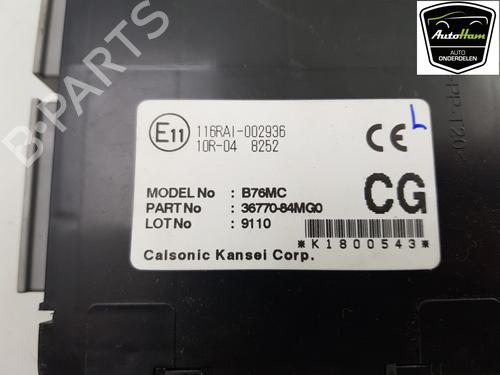 AutoHam
AUTO
ONDERDELEN
E11
116RAI-002936
10R-04 8252
CE
L
MODEL No : B76MC
PART No : 36770-84MG0
LOT No : 9110
CG
*K1800543*
Calsonic Kansei Corp.